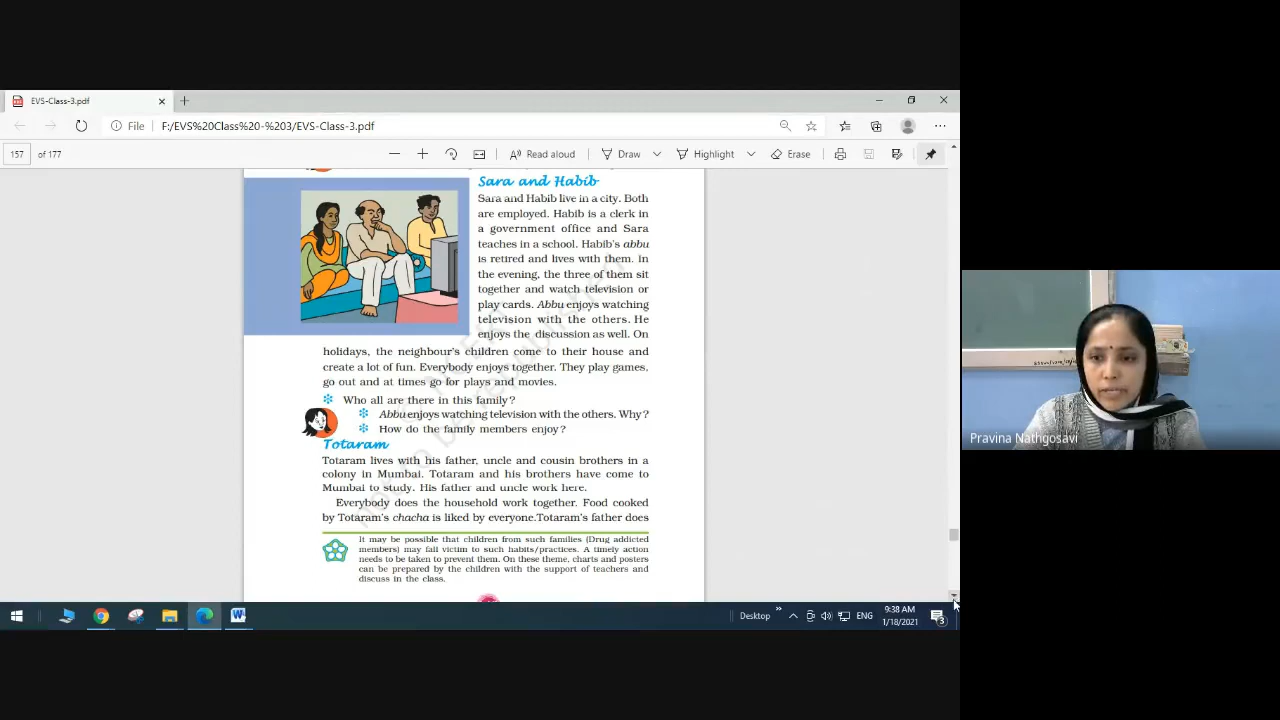 EVS-Class-3.pdf
File F:/EVS%20Class%20-%203/EVS-Class-3.pdf
157 of 177
Read aloud
Draw
Highlight
Erase
Sara and Habib
Sara and Habib live in a city. Both
are employed. Habib is a clerk in
a government office and Sara
teaches in a school. Habib's abbu
is retired and lives with them. In
the evening, the three of them sit
together and watch television or
play cards. Abbu enjoys watching
television with the others. He
enjoys the discussion as well. On
holidays, the neighbour's children come to their house and
create a lot of fun. Everybody enjoys together. They play games,
go out and at times go for plays and movies.
Who all are there in this family?
Abbu enjoys watching television with the others. Why?
How do the family members enjoy?
Totaram
Totaram lives with his father, uncle and cousin brothers in a
colony in Mumbai. Totaram and his brothers have come to
Mumbai to study. His father and uncle work here.
Everybody does the household work together. Food cooked
by Totaram's chacha is liked by everyone.Totaram's father does
It may be possible that children from such families (Drug addicted
members) may fall victim to such habits/practices. A timely action
needs to be taken to prevent them. On these theme, charts and posters
can be prepared by the children with the support of teachers and
discuss in the class.
Pravina Nathgosavi
Desktop
ENG
9:38 AM
1/18/2021
3